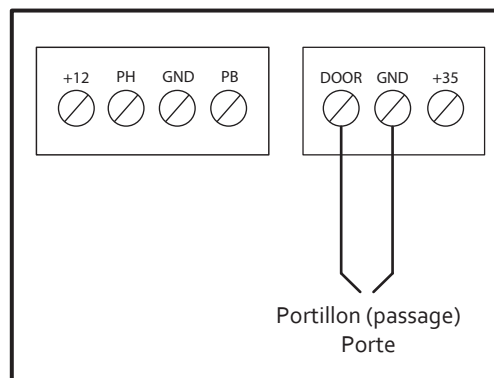 +12 PH GND PB DOOR GND +35
Portillon (passage)
Porte